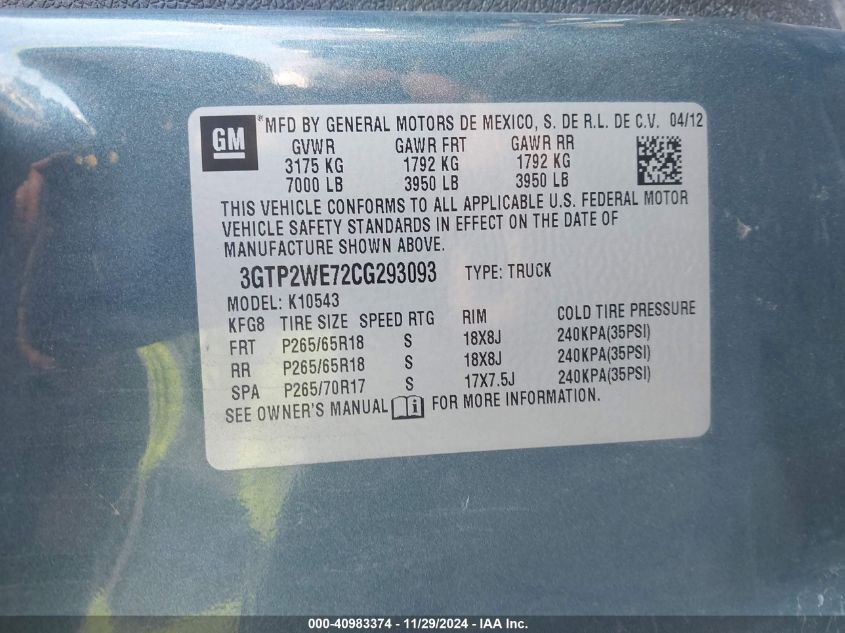 GM ® MFD BY GENERAL MOTORS DE MEXICO, S. DE R.L. DE C.V. 04/12
GVWR GAWR FRT GAWR RR
3175 KG 1792 KG 1792 KG
7000 LB 3950 LB 3950 LB
THIS VEHICLE CONFORMS TO ALL APPLICABLE U.S. FEDERAL MOTOR
VEHICLE SAFETY STANDARDS IN EFFECT ON THE DATE OF
MANUFACTURE SHOWN ABOVE.
3GTP2WE72CG293093 TYPE: TRUCK
MODEL: K10543
KFG8 TIRE SIZE SPEED RTG RIM COLD TIRE PRESSURE
FRT P265/65R18 S 18X8J 240KPA(35PSI)
RR P265/65R18 S 18X8J 240KPA(35PSI)
SPA P265/70R17 S 17X7.5J 240KPA(35PSI)
SEE OWNER'S MANUAL i FOR MORE INFORMATION.
000-40983374 | 11/29/2024 - IAA Inc.